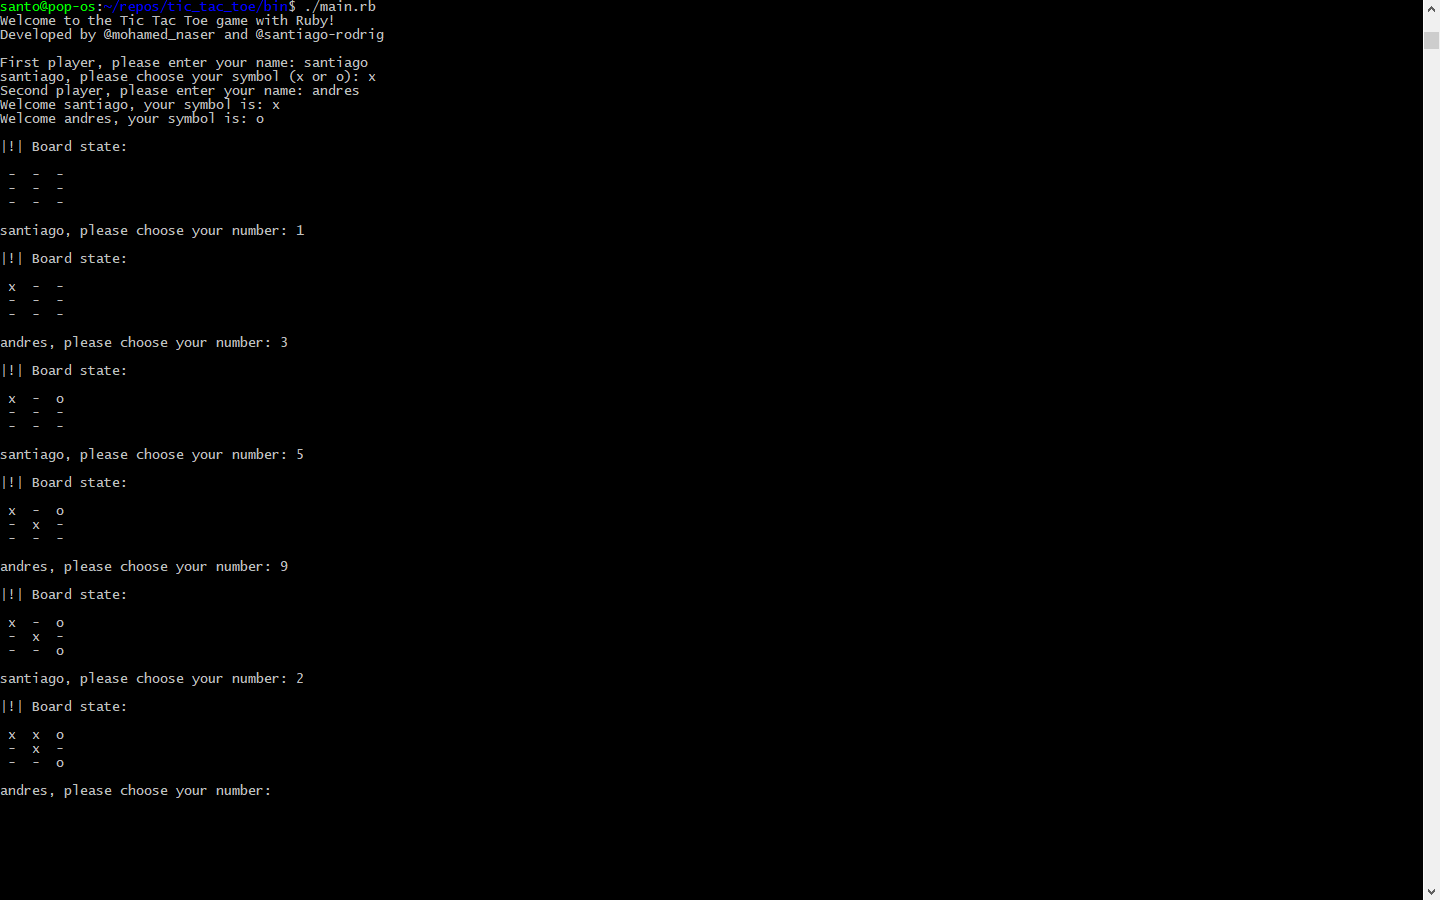 santo@pop-os:~/repos/tic_tac_toe/bin$ ./main.rb
Welcome to the Tic Tac Toe game with Ruby!
Developed by @mohamed_naser and @santiago-rodrig

First player, please enter your name: santiago
santiago, please choose your symbol (x or o): x
Second player, please enter your name: andres
Welcome santiago, your symbol is: x
Welcome andres, your symbol is: o

|!| Board state:

 -  -  -
 -  -  -
 -  -  -

santiago, please choose your number: 1

|!| Board state:

 x  -  -
 -  -  -
 -  -  -

andres, please choose your number: 3

|!| Board state:

 x  -  o
 -  -  -
 -  -  -

santiago, please choose your number: 5

|!| Board state:

 x  -  o
 -  x  -
 -  -  -

andres, please choose your number: 9

|!| Board state:

 x  -  o
 -  x  -
 -  -  o

santiago, please choose your number: 2

|!| Board state:

 x  x  o
 -  x  -
 -  -  o

andres, please choose your number: